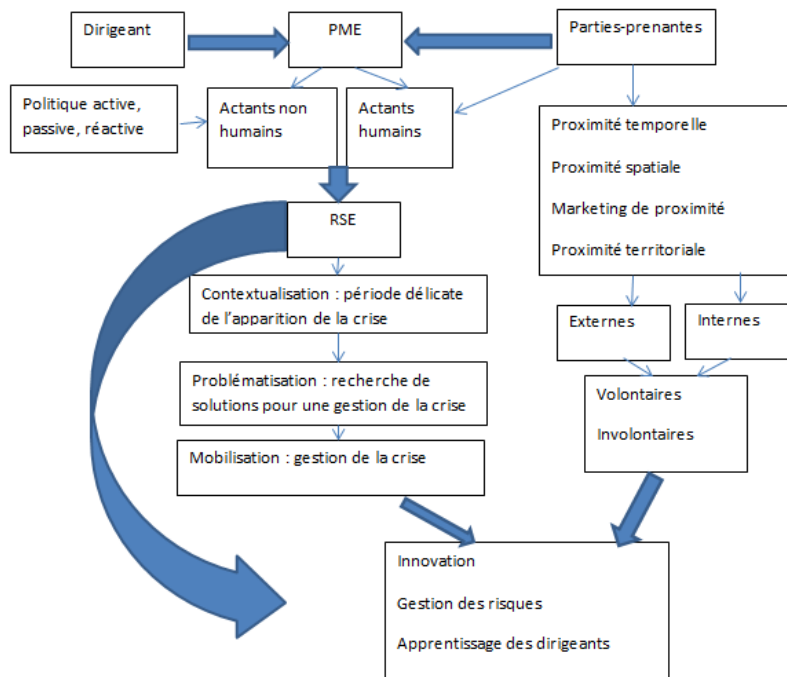 Dirigeant
PME
Parties-prenantes
Politique active,
passive, réactive
Actants non
humains
Actants
humains
Proximité temporelle
Proximité spatiale
Marketing de proximité
Proximité territoriale
RSE
Contextualisation : période délicate
de l'apparition de la crise
Externes
Internes
Problématisation : recherche de
solutions pour une gestion de la crise
Volontaires
Involontaires
Mobilisation : gestion de la crise
Innovation
Gestion des risques
Apprentissage des dirigeants